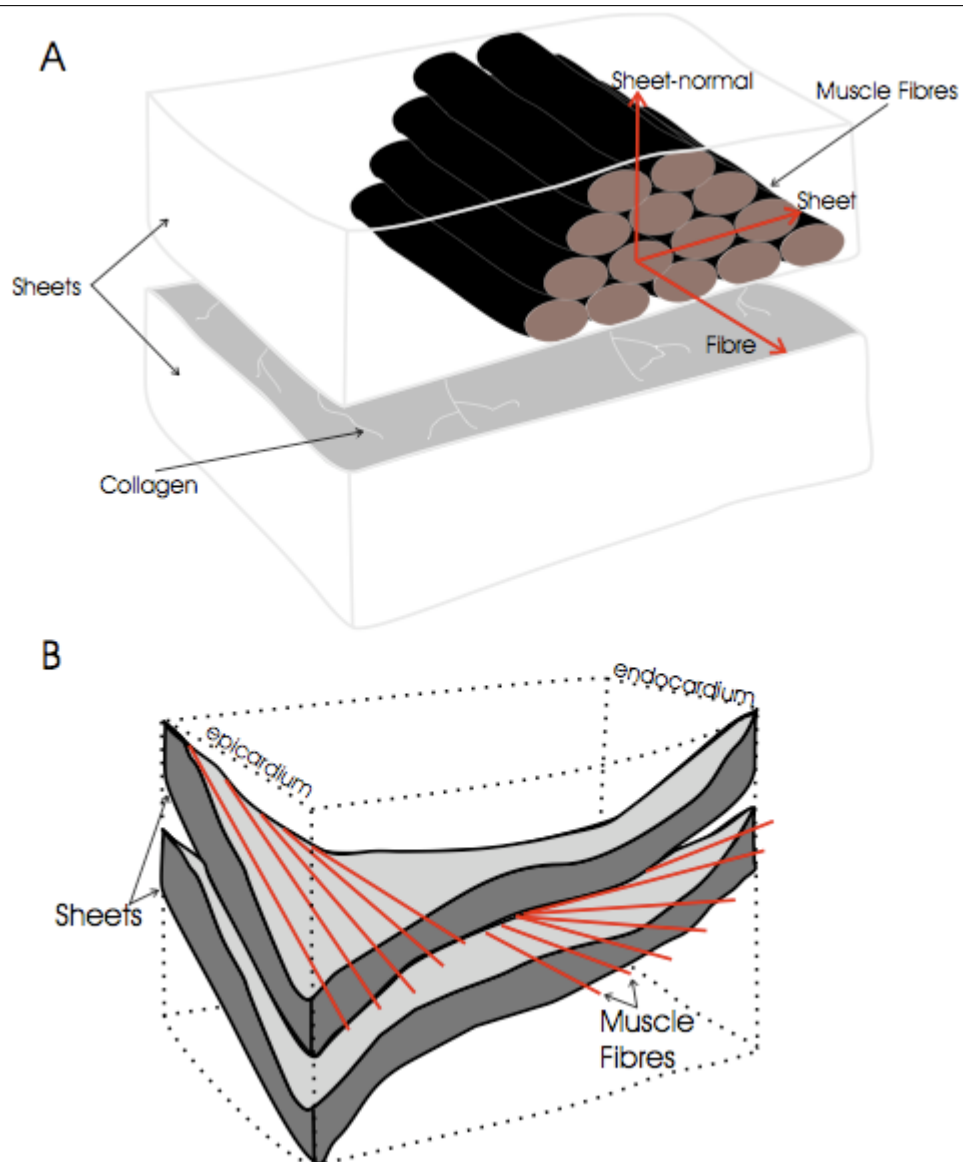 A
Sheet-normal
Muscle Fibres
Sheet
Sheets
Fibre
Collagen
B
endocardium
epicardium
Sheets
Muscle
Fibres